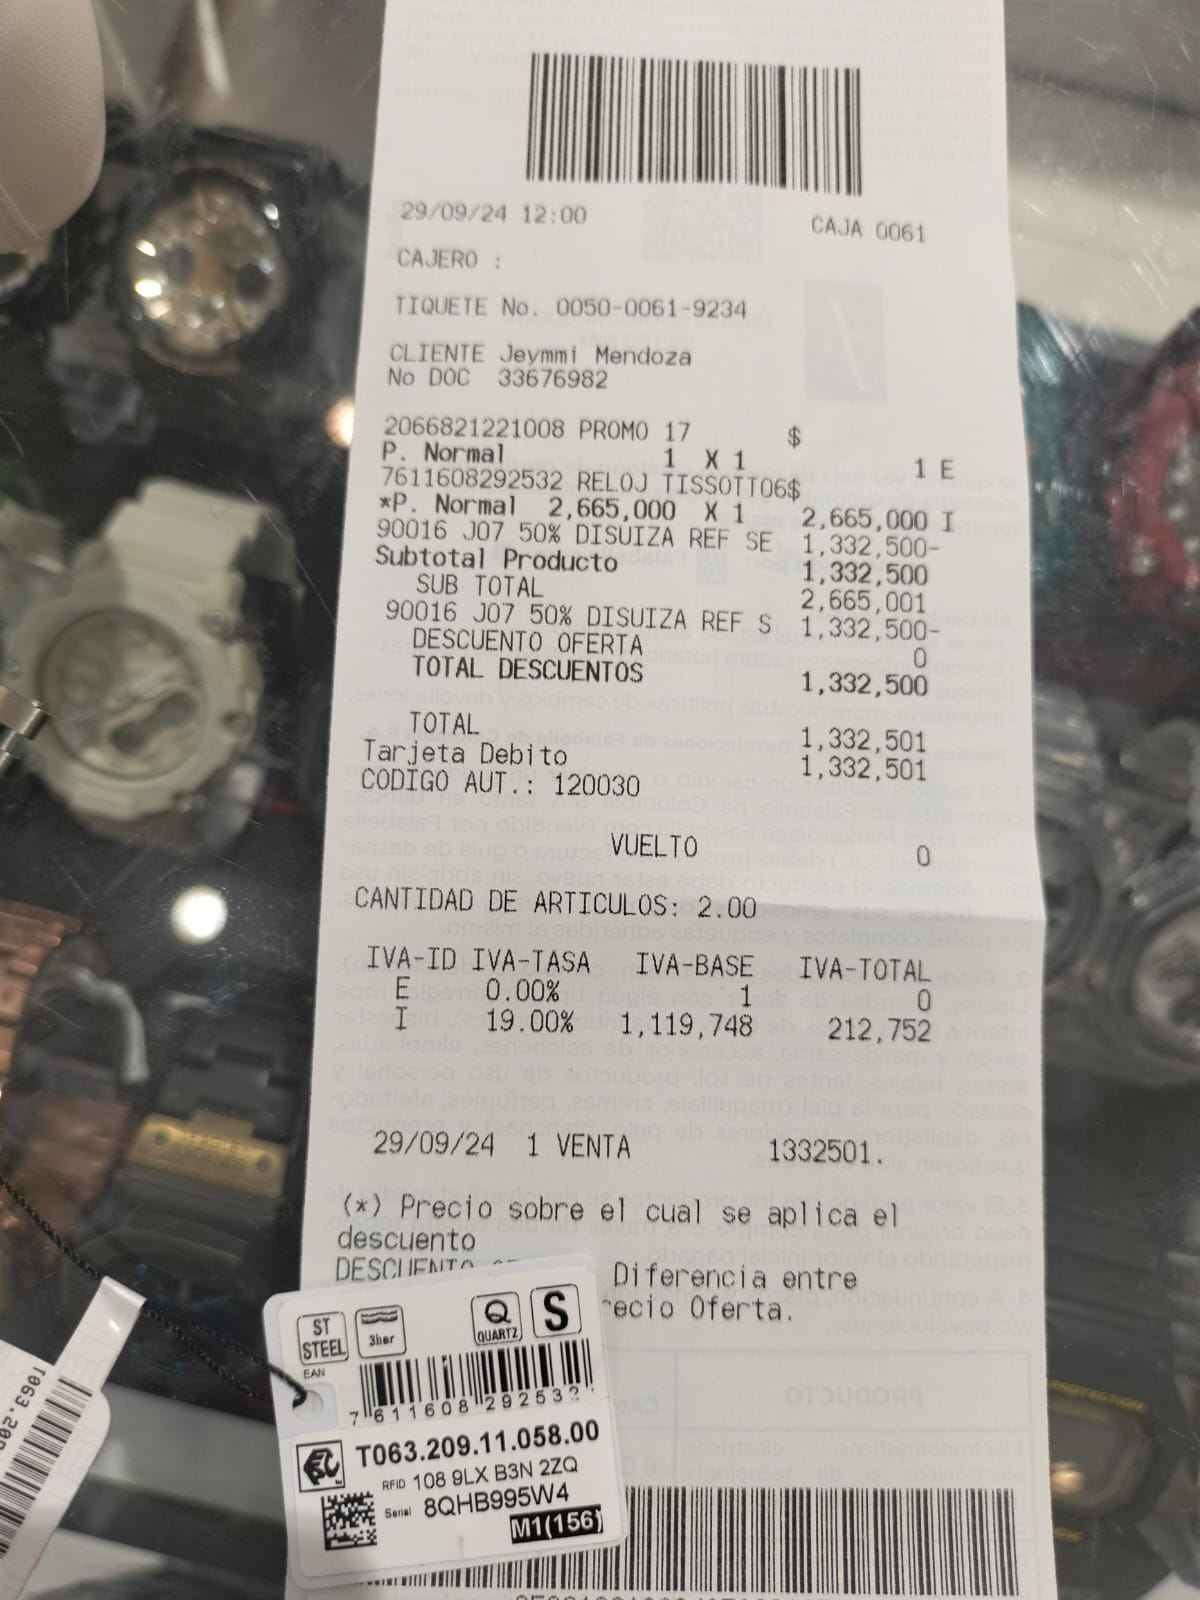 29/09/24 12:00 CAJA 0061
CAJERO :
TIQUETE No. 0050-0061-9234
CLIENTE Jeymmi Mendoza
No DOC 33676982
2066821221008 PROMO 17 $
P. Normal 1 X 1 1 E
7611608292532 RELOJ TISSOTT06$
*P. Normal 2,665,000 X 1 2,665,000 I
90016 J07 50% DISUIZA REF SE 1,332,500-
Subtotal Producto 1,332,500
SUB TOTAL 2,665,001
90016 J07 50% DISUIZA REF S 1,332,500-
DESCUENTO OFERTA 0
TOTAL DESCUENTOS 1,332,500
TOTAL 1,332,501
Tarjeta Debito 1,332,501
CODIGO AUT.: 120030
VUELTO 0
CANTIDAD DE ARTICULOS: 2.00
IVA-ID IVA-TASA IVA-BASE IVA-TOTAL
E 0.00% 1 0
I 19.00% 1,119,748 212,752
29/09/24 1 VENTA 1332501.
(*) Precio sobre el cual se aplica el
descuento
DESCUENTO Diferencia entre
recio Oferta.
ST
STEEL
3bar
Q
QUARTZ
S
EAN
7 611608 292532
T063.209.11.058.00
RFID 108 9LX B3N 2ZQ
Serial 8QHB995W4
M1(156)
T063.209